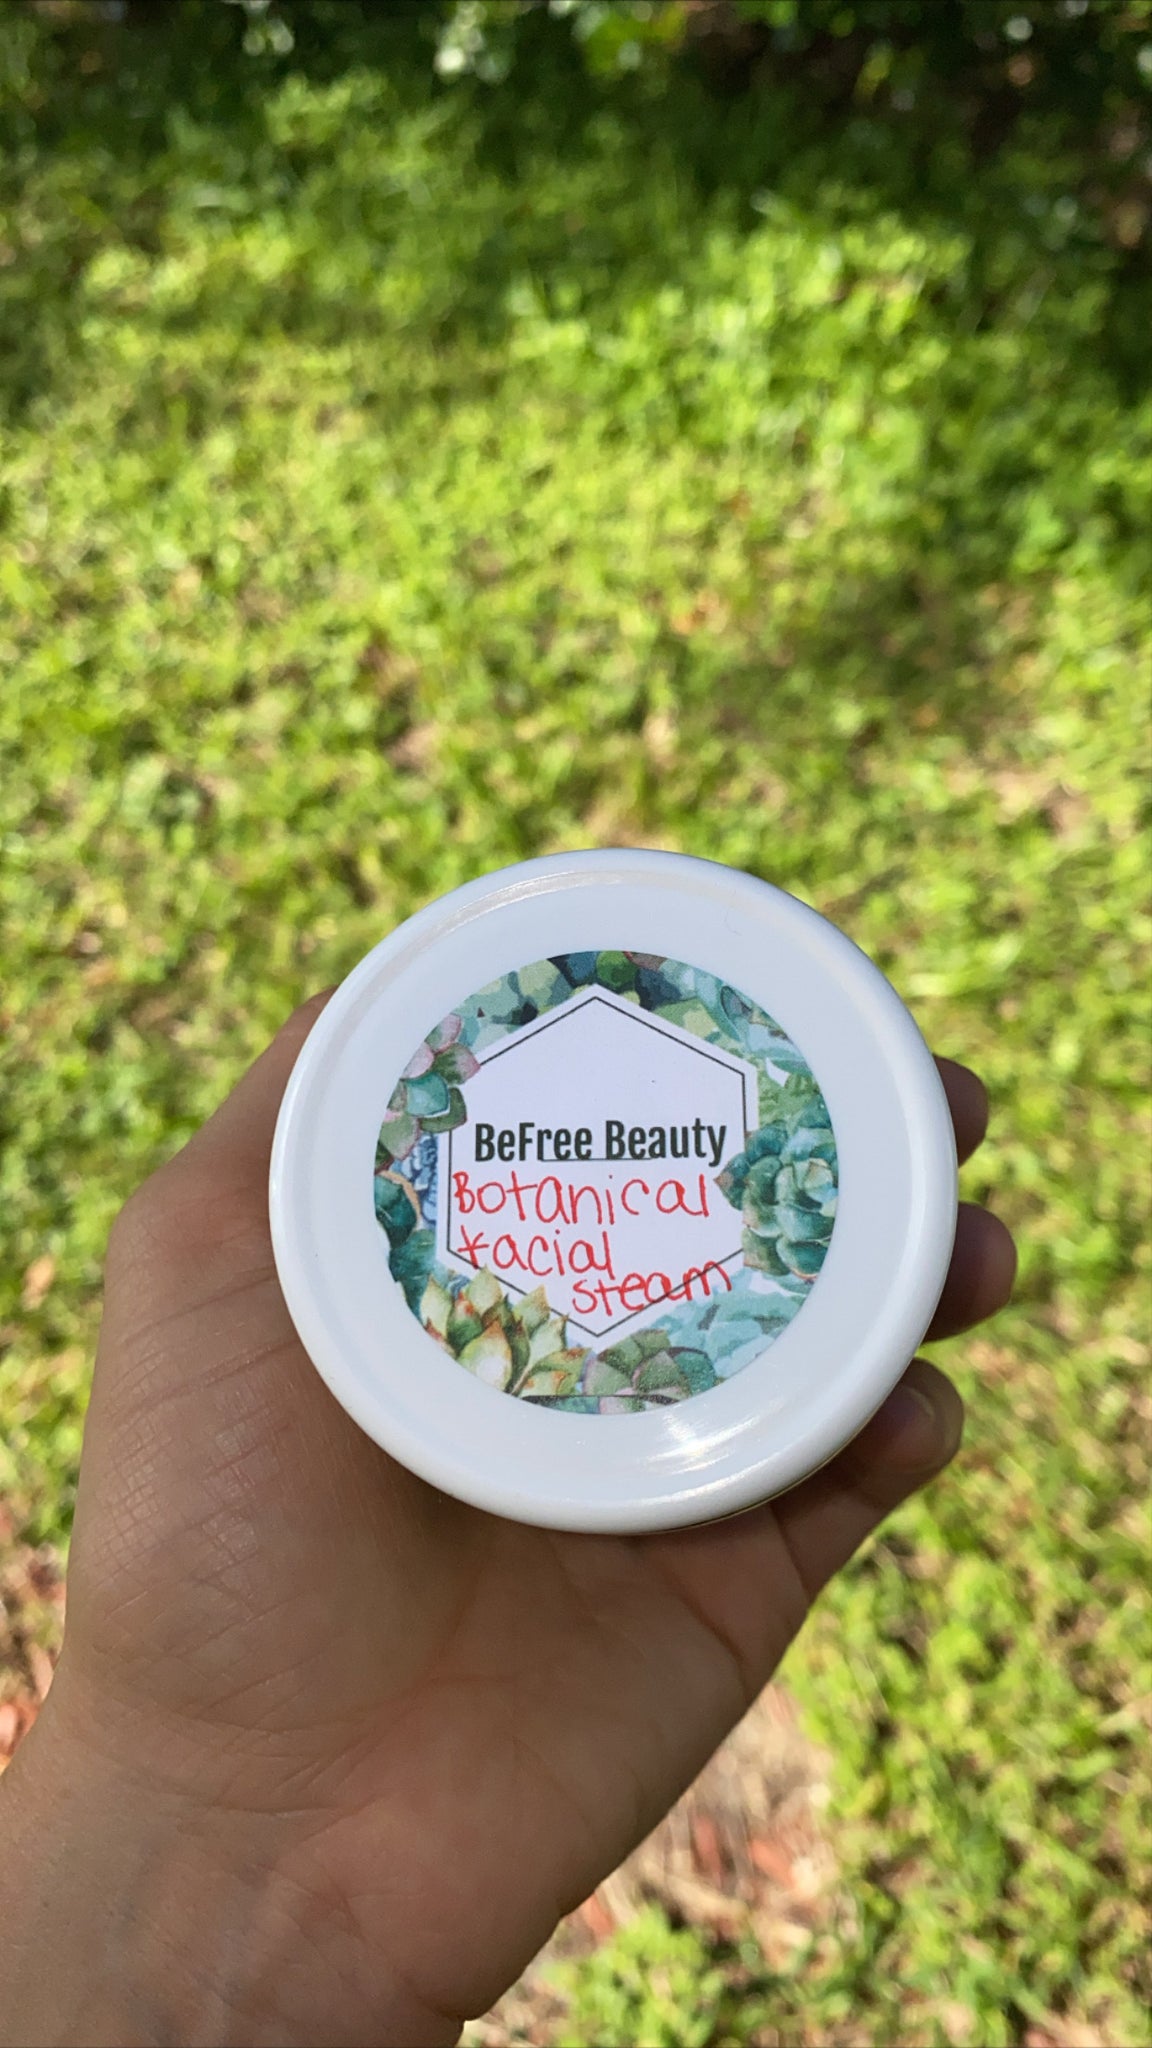 BeFree Beauty
Botanical
facial
steam